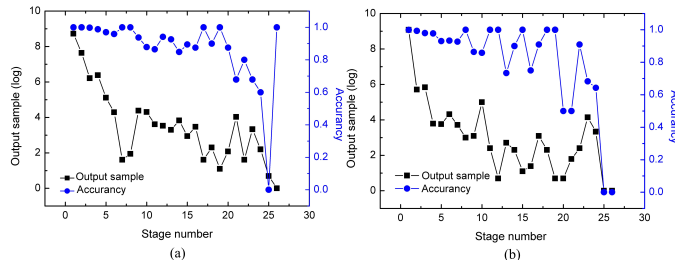 10
8
6
4
2
0
Output sample (log)
1.0
0.8
0.6
0.4
0.2
0.0
Accurancy
Output sample
Accurancy
0 5 10 15 20 25 30
Stage number
(a)
10
8
6
4
2
0
Output sample (log)
1.0
0.8
0.6
0.4
0.2
0.0
Accurancy
Output sample
Accurancy
0 5 10 15 20 25 30
Stage number
(b)